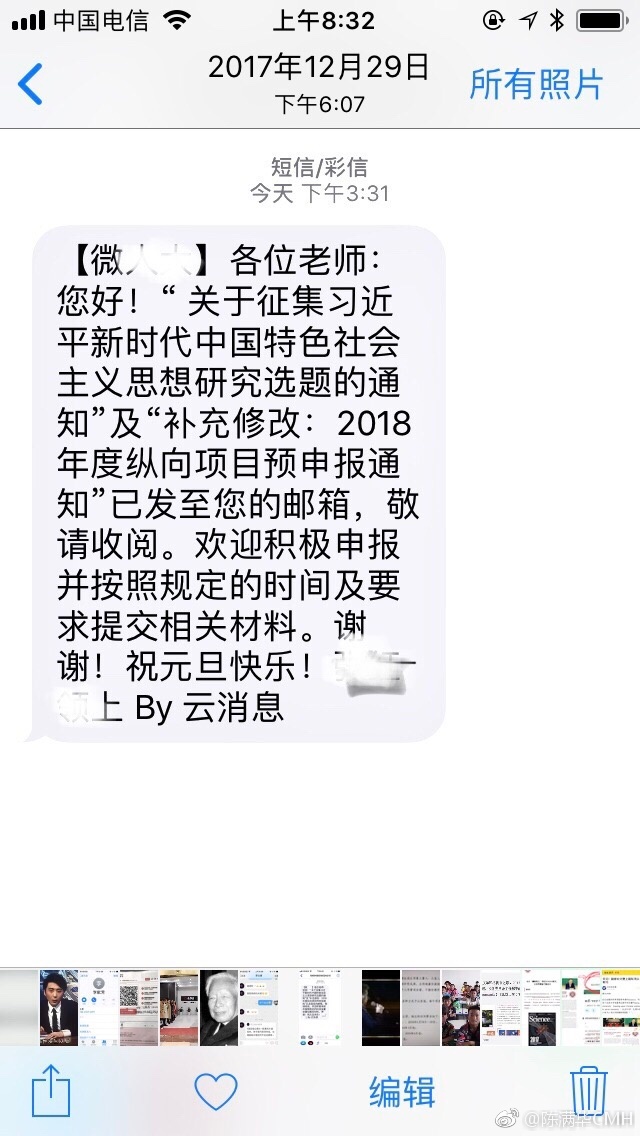 中国电信
上午8:32
2017年12月29日
下午6:07
所有照片
短信/彩信
今天 下午3:31
【微人大】各位老师：
您好！“ 关于征集习近
平新时代中国特色社会
主义思想研究选题的通
知”及“补充修改：2018
年度纵向项目预申报通
知”已发至您的邮箱，敬
请收阅。欢迎积极申报
并按照规定的时间及要
求提交相关材料。谢
谢！祝元旦快乐！
上 By 云消息
Science
2017
编辑
@陈满华CMH